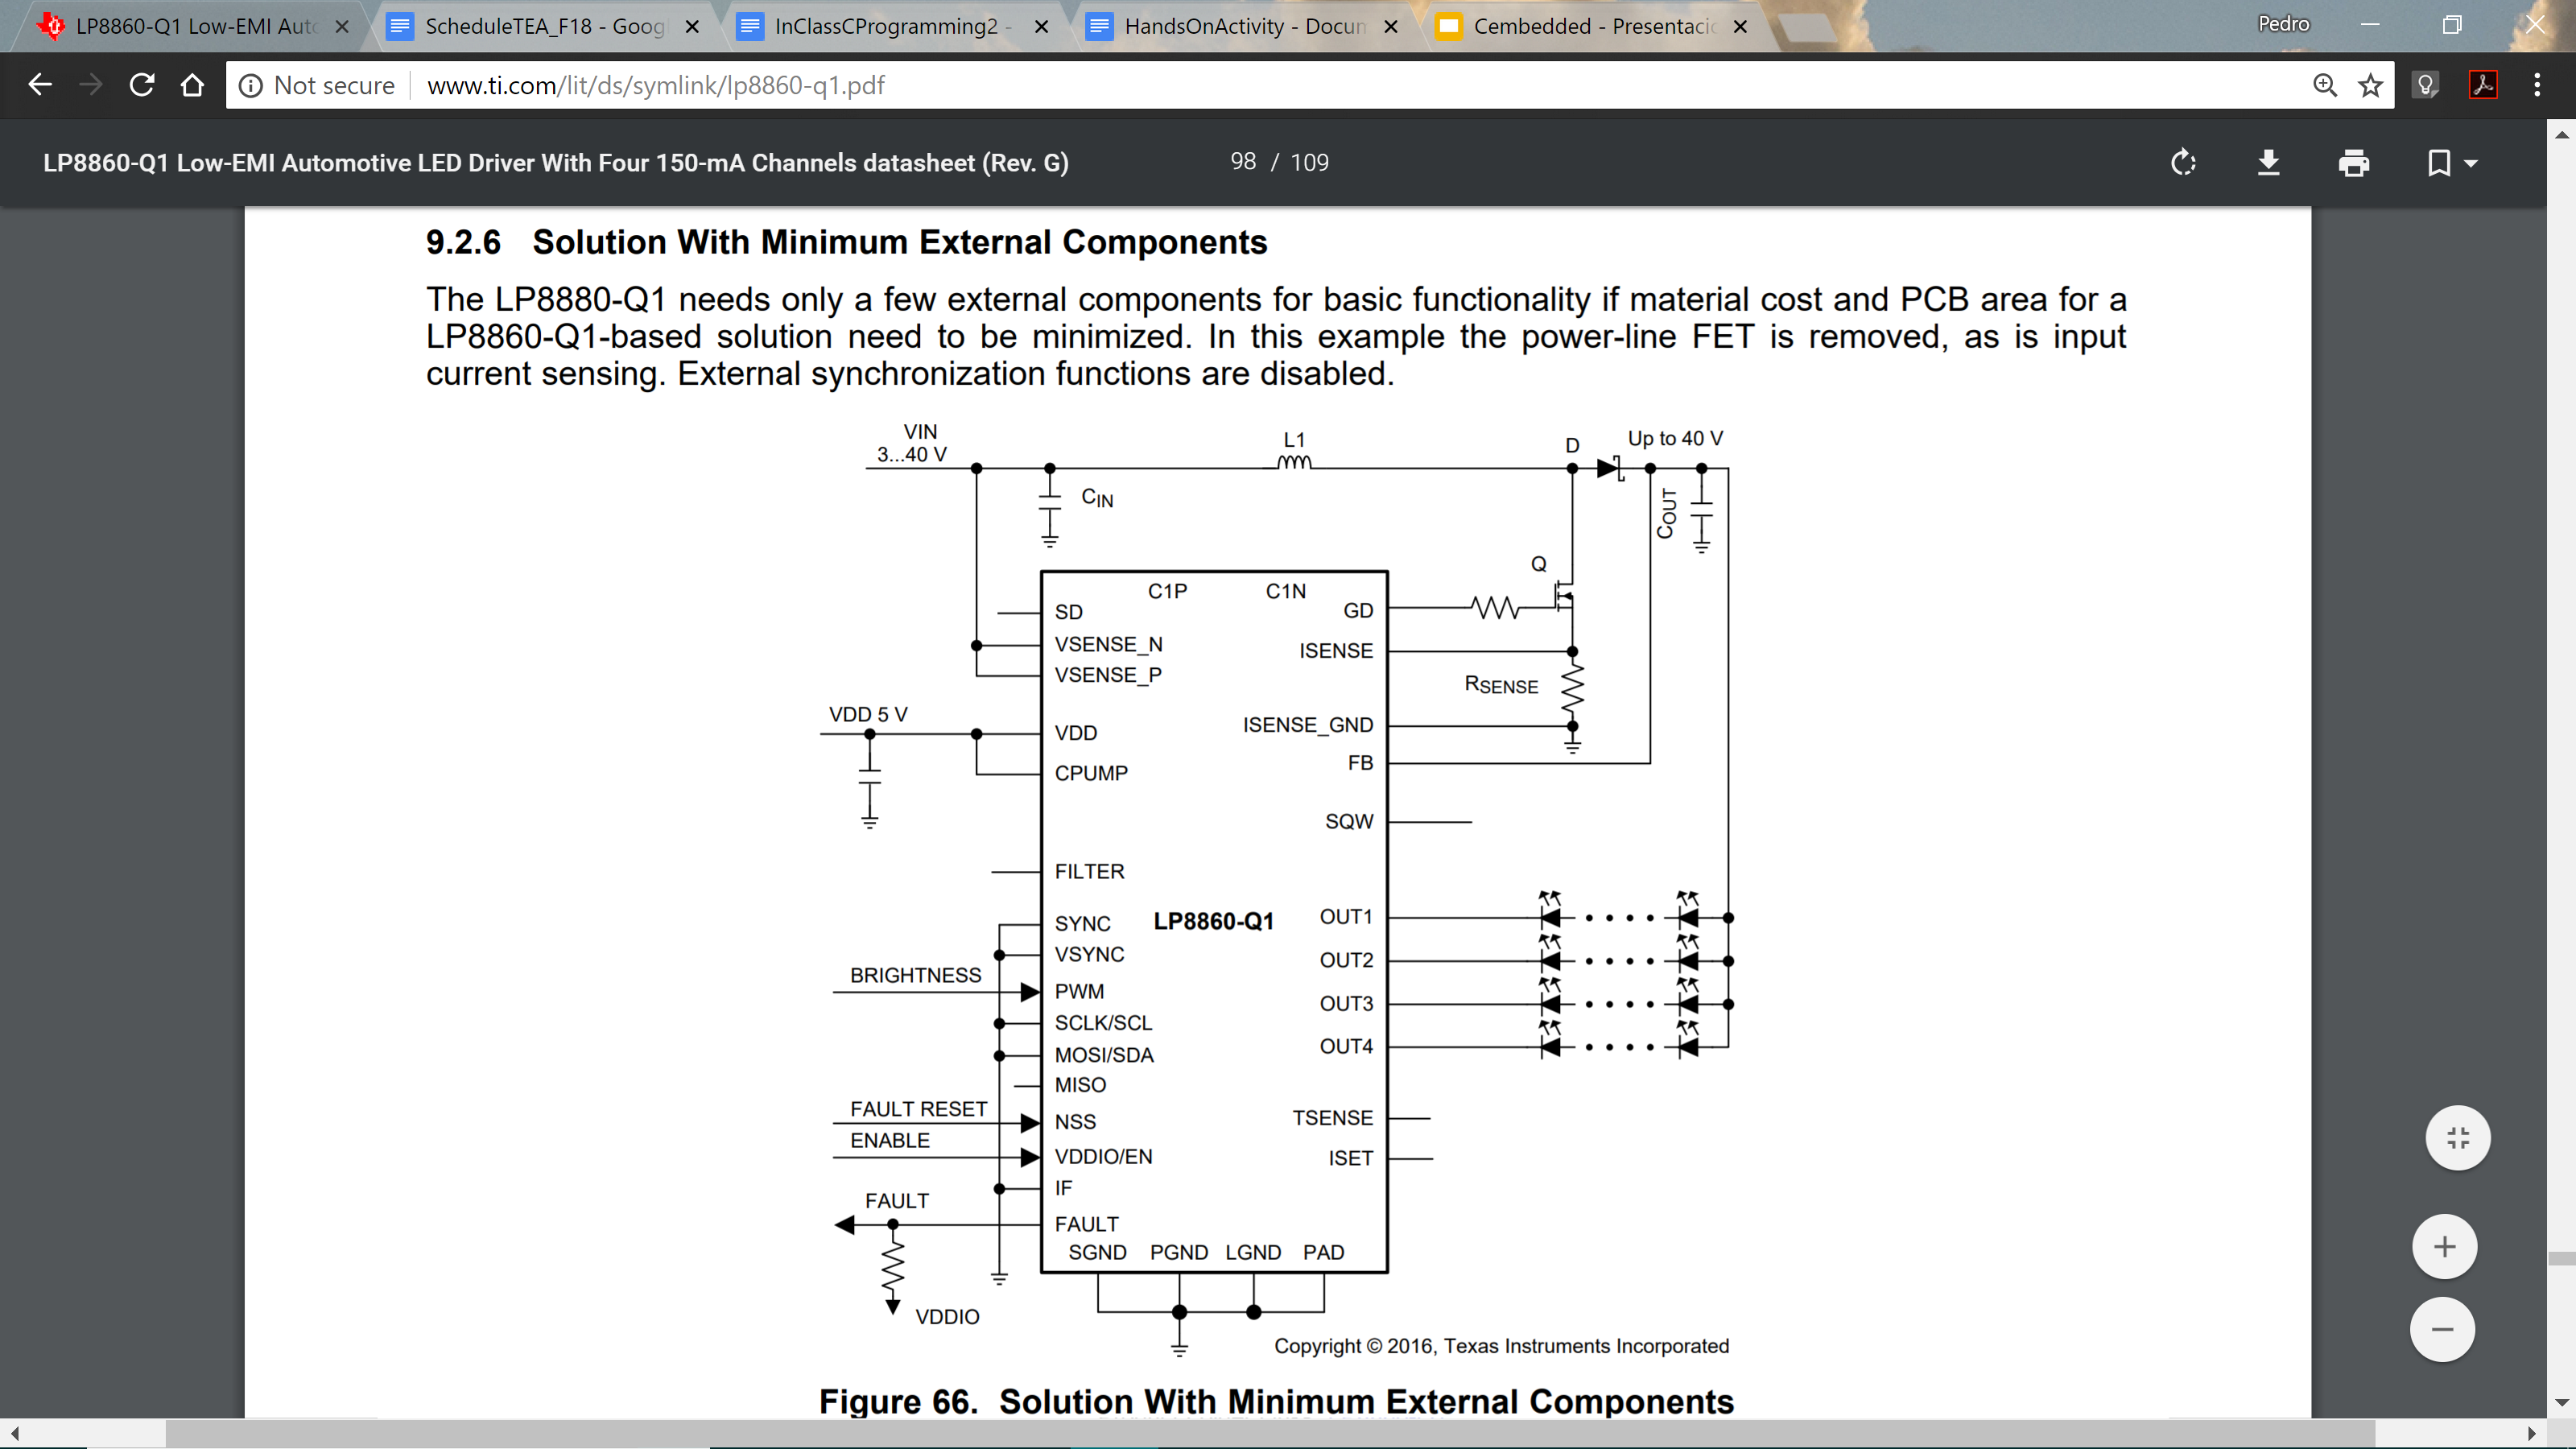 LP8860-Q1 Low-EMI Auto
ScheduleTEA_F18 - Goog
InClassCProgramming2 -
HandsOnActivity - Docum
Cembedded - Presentació
Pedro
Not secure
www.ti.com/lit/ds/symlink/lp8860-q1.pdf
LP8860-Q1 Low-EMI Automotive LED Driver With Four 150-mA Channels datasheet (Rev. G)
98 / 109
9.2.6 Solution With Minimum External Components
The LP8880-Q1 needs only a few external components for basic functionality if material cost and PCB area for a
LP8860-Q1-based solution need to be minimized. In this example the power-line FET is removed, as is input
current sensing. External synchronization functions are disabled.
VIN
3...40 V
L1
D
Up to 40 V
CIN
COUT
Q
C1P
C1N
SD
GD
VSENSE_N
ISENSE
VSENSE_P
RSENSE
VDD 5 V
VDD
ISENSE_GND
CPUMP
FB
SQW
FILTER
SYNC
LP8860-Q1
OUT1
VSYNC
OUT2
BRIGHTNESS
PWM
OUT3
SCLK/SCL
OUT4
MOSI/SDA
MISO
FAULT RESET
NSS
TSENSE
ENABLE
VDDIO/EN
ISET
IF
FAULT
FAULT
SGND
PGND
LGND
PAD
VDDIO
Copyright © 2016, Texas Instruments Incorporated
Figure 66. Solution With Minimum External Components